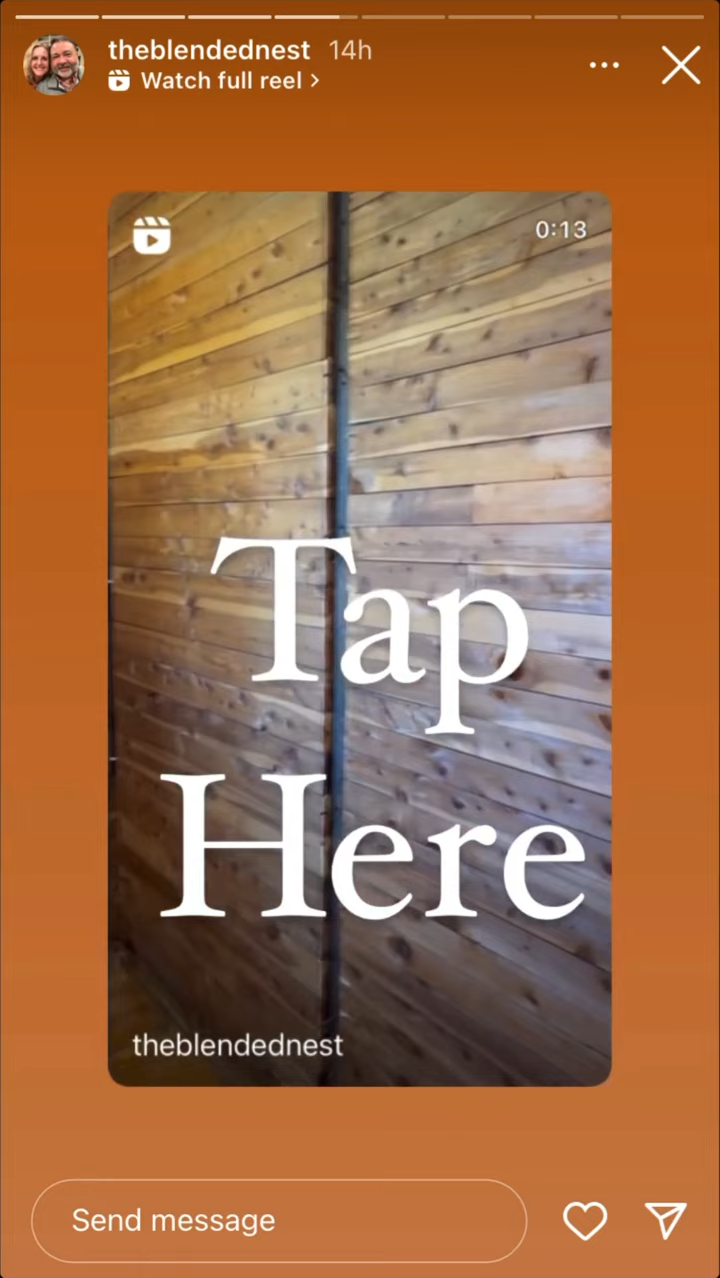 theblendednest 14h
Watch full reel >
0:13
Tap
Here
theblendednest
Send message